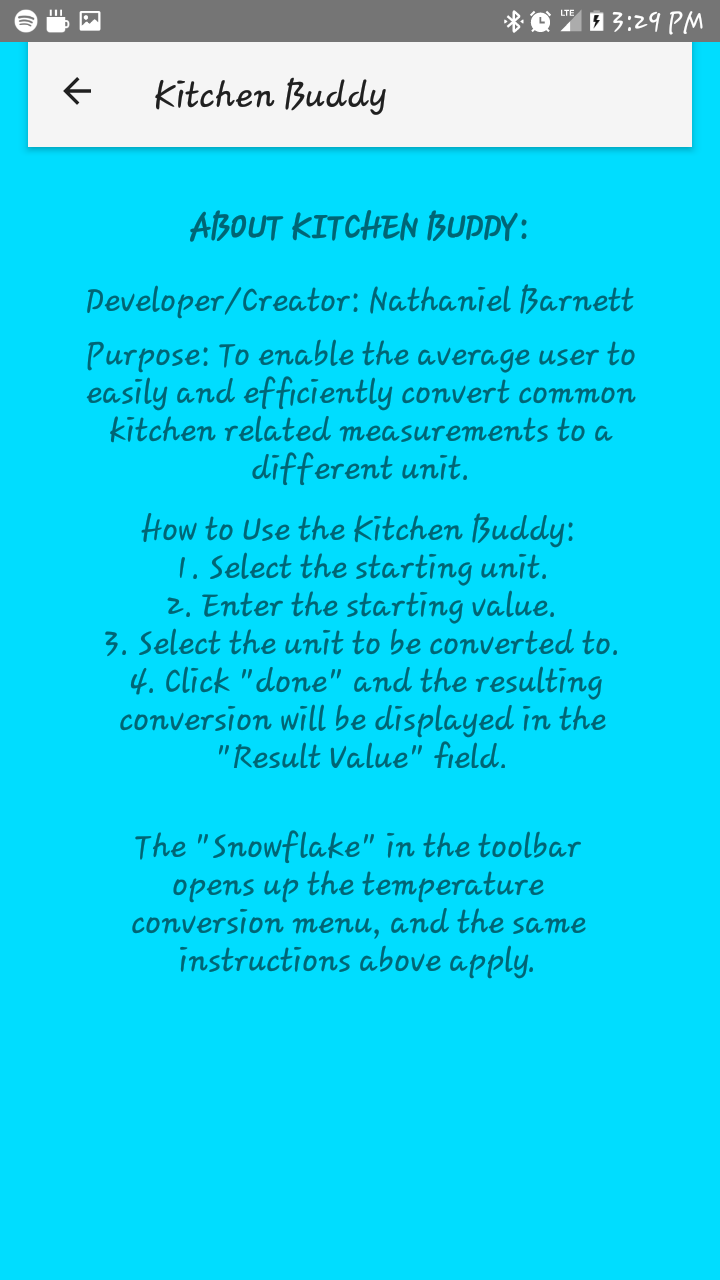 LTE
3:29 PM
Kitchen Buddy
ABOUT KITCHEN BUDDY:
Developer/Creator: Nathaniel Barnett
Purpose: To enable the average user to
easily and efficiently convert common
kitchen related measurements to a
different unit.
How to Use the Kitchen Buddy:
1. Select the starting unit.
2. Enter the starting value.
3. Select the unit to be converted to.
4. Click "done" and the resulting
conversion will be displayed in the
"Result Value" field.
The "Snowflake" in the toolbar
opens up the temperature
conversion menu, and the same
instructions above apply.